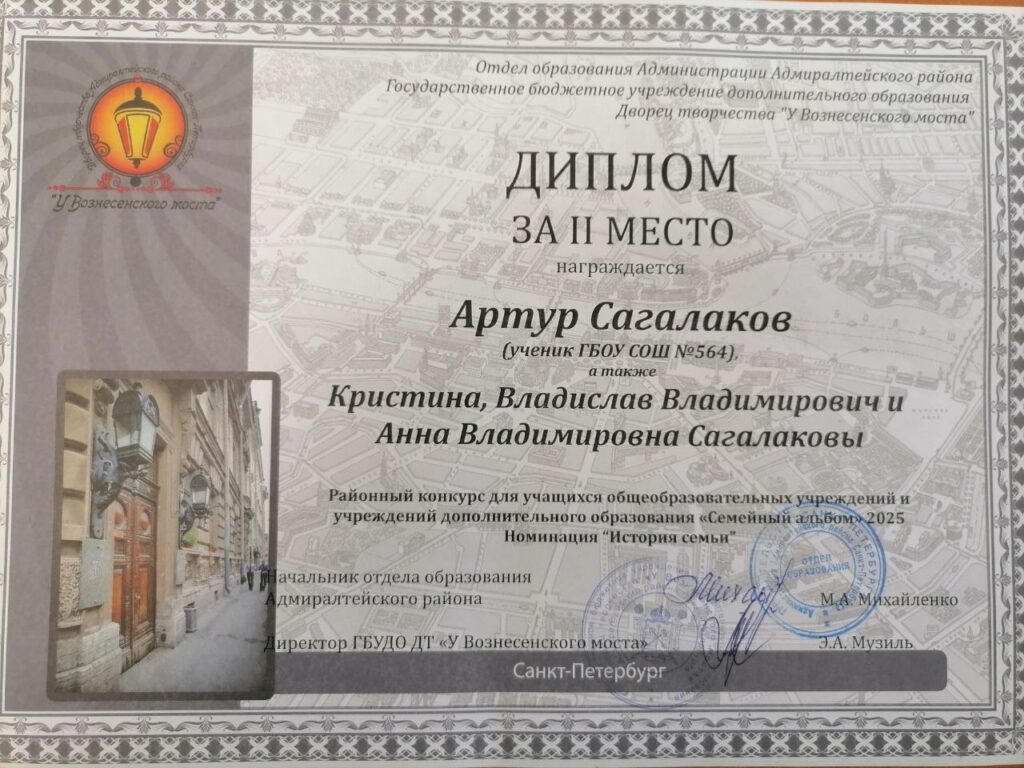 Отдел образования Администрации Адмиралтейского района
Государственное бюджетное учреждение дополнительного образования
Дворец творчества "У Вознесенского моста"
"У Вознесенского моста"
ДИПЛОМ
ЗА II МЕСТО
награждается
Артур Сагалаков
(ученик ГБОУ СОШ №564),
а также
Кристина, Владислав Владимирович и
Анна Владимировна Сагалаковы
Районный конкурс для учащихся общеобразовательных учреждений и
учреждений дополнительного образования «Семейный альбом» 2025
Номинация "История семьи"
Начальник отдела образования
Адмиралтейского района
М.А. Михайленко
ОТДЕЛ
ОБРАЗОВАНИЯ
Директор ГБУДО ДТ «У Вознесенского моста»
Э.А. Музиль
Санкт-Петербург